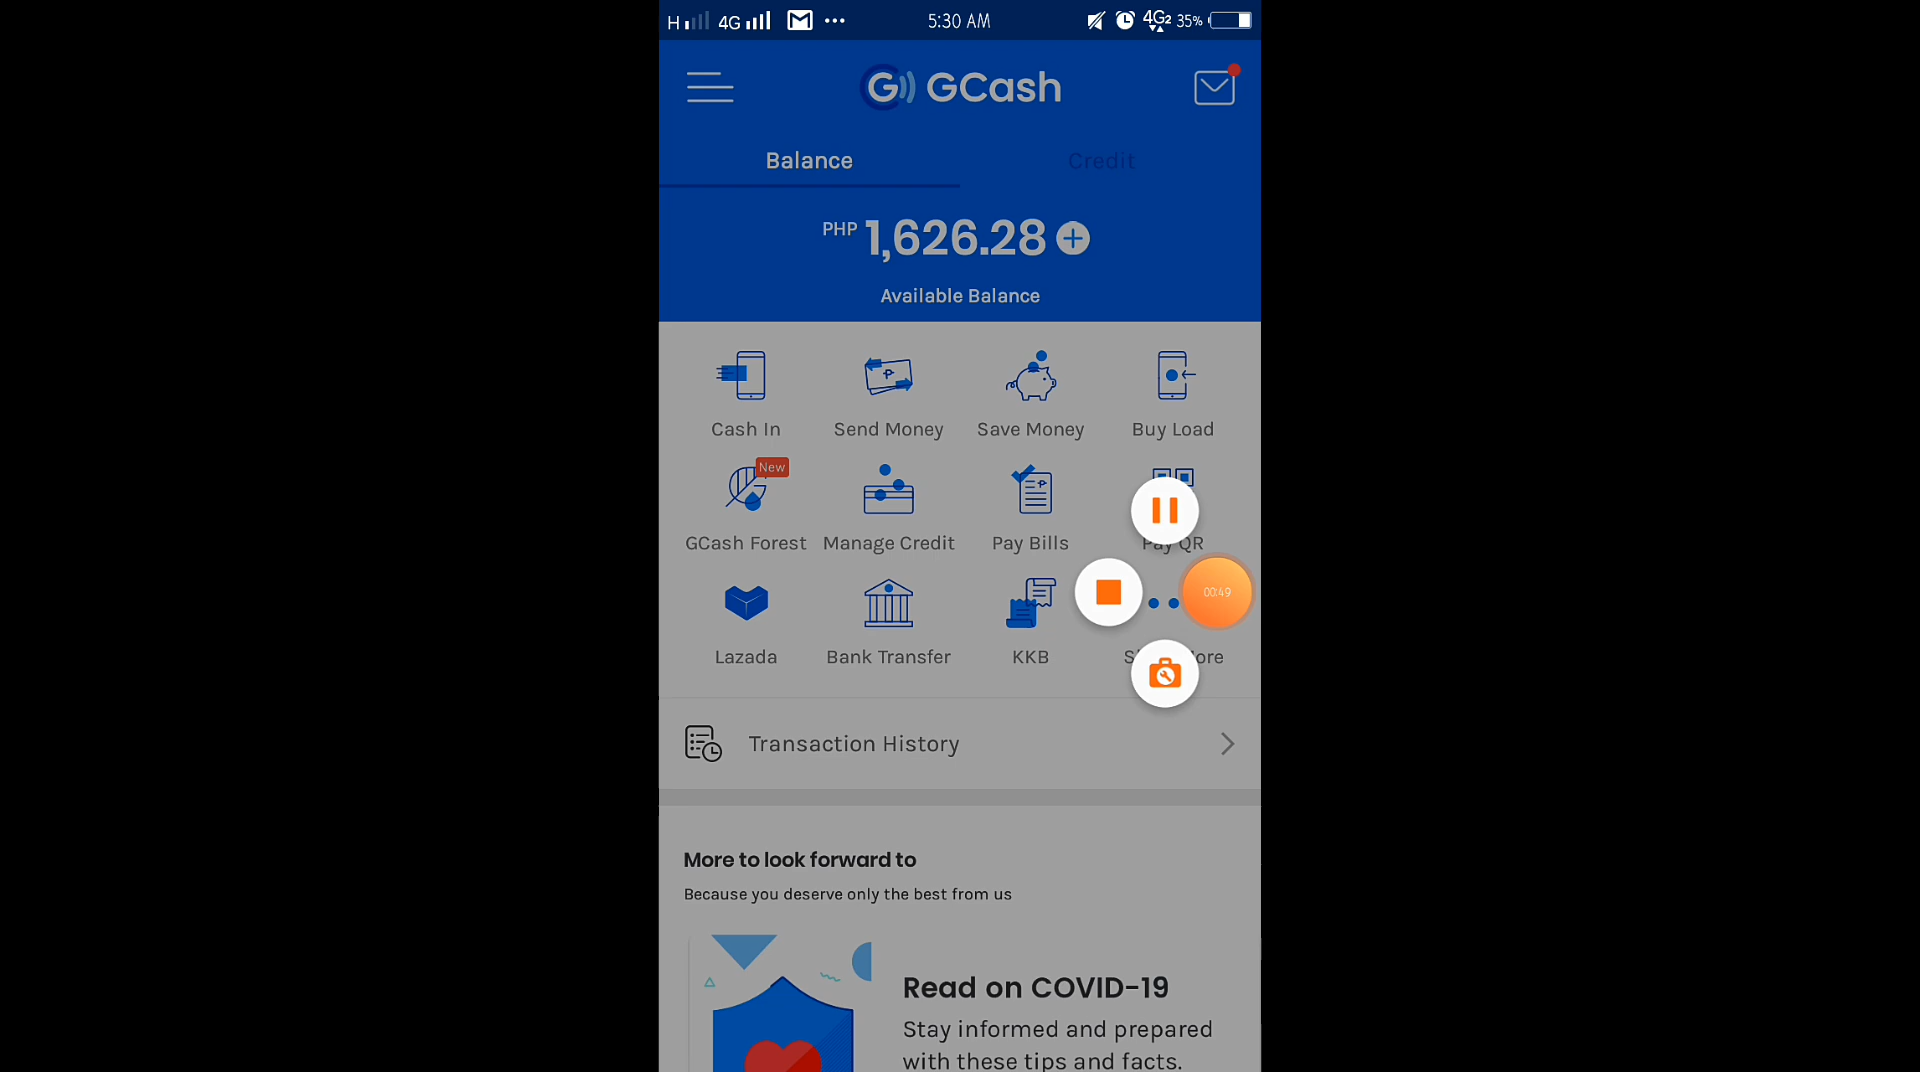 H 4G 5:30 AM 4G2 35%
G GCash
Balance Credit
PHP 1,626.28
Available Balance
Cash In Send Money Save Money Buy Load
New
GCash Forest Manage Credit Pay Bills Pay QR
00:49
Lazada Bank Transfer KKB
Transaction History
More to look forward to
Because you deserve only the best from us
Read on COVID-19
Stay informed and prepared
with these tips and facts.